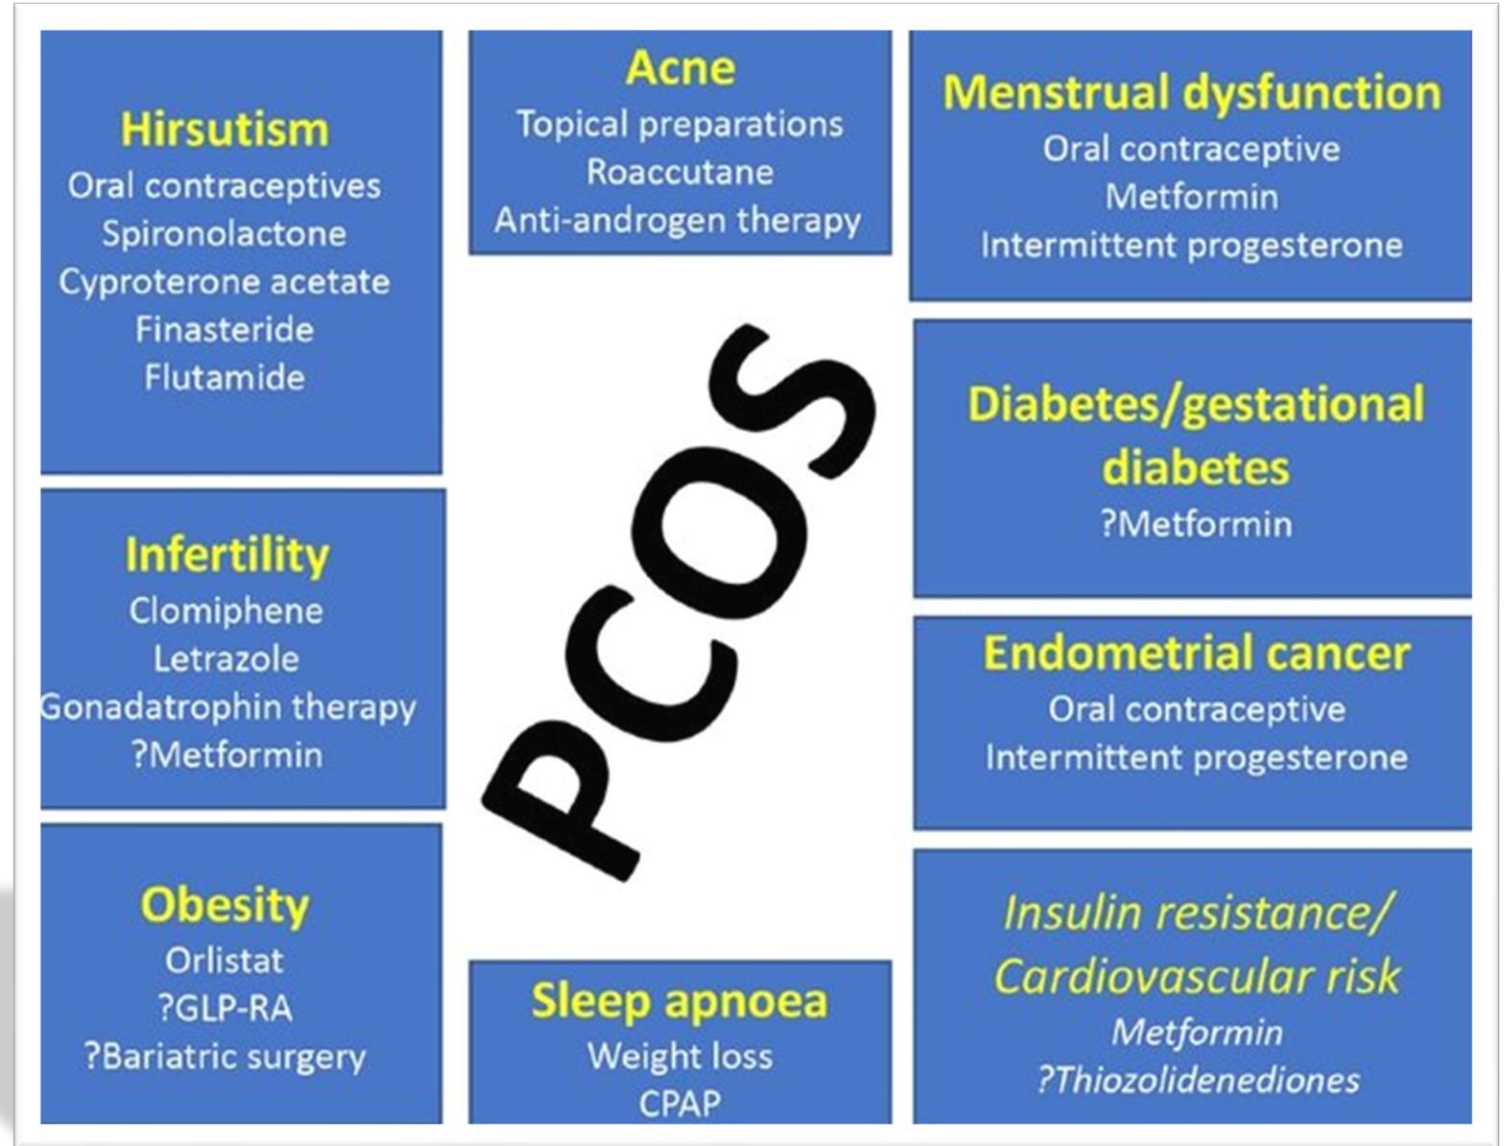 Hirsutism
Oral contraceptives
Spironolactone
Cyproterone acetate
Finasteride
Flutamide
Infertility
Clomiphene
Letrazole
Gonadatrophin therapy
?Metformin
Obesity
Orlistat
?GLP-RA
?Bariatric surgery
Acne
Topical preparations
Roaccutane
Anti-androgen therapy
PCOS
Sleep apnoea
Weight loss
CPAP
Menstrual dysfunction
Oral contraceptive
Metformin
Intermittent progesterone
Diabetes/gestational
diabetes
?Metformin
Endometrial cancer
Oral contraceptive
Intermittent progesterone
Insulin resistance/
Cardiovascular risk
Metformin
?Thiozolidenediones